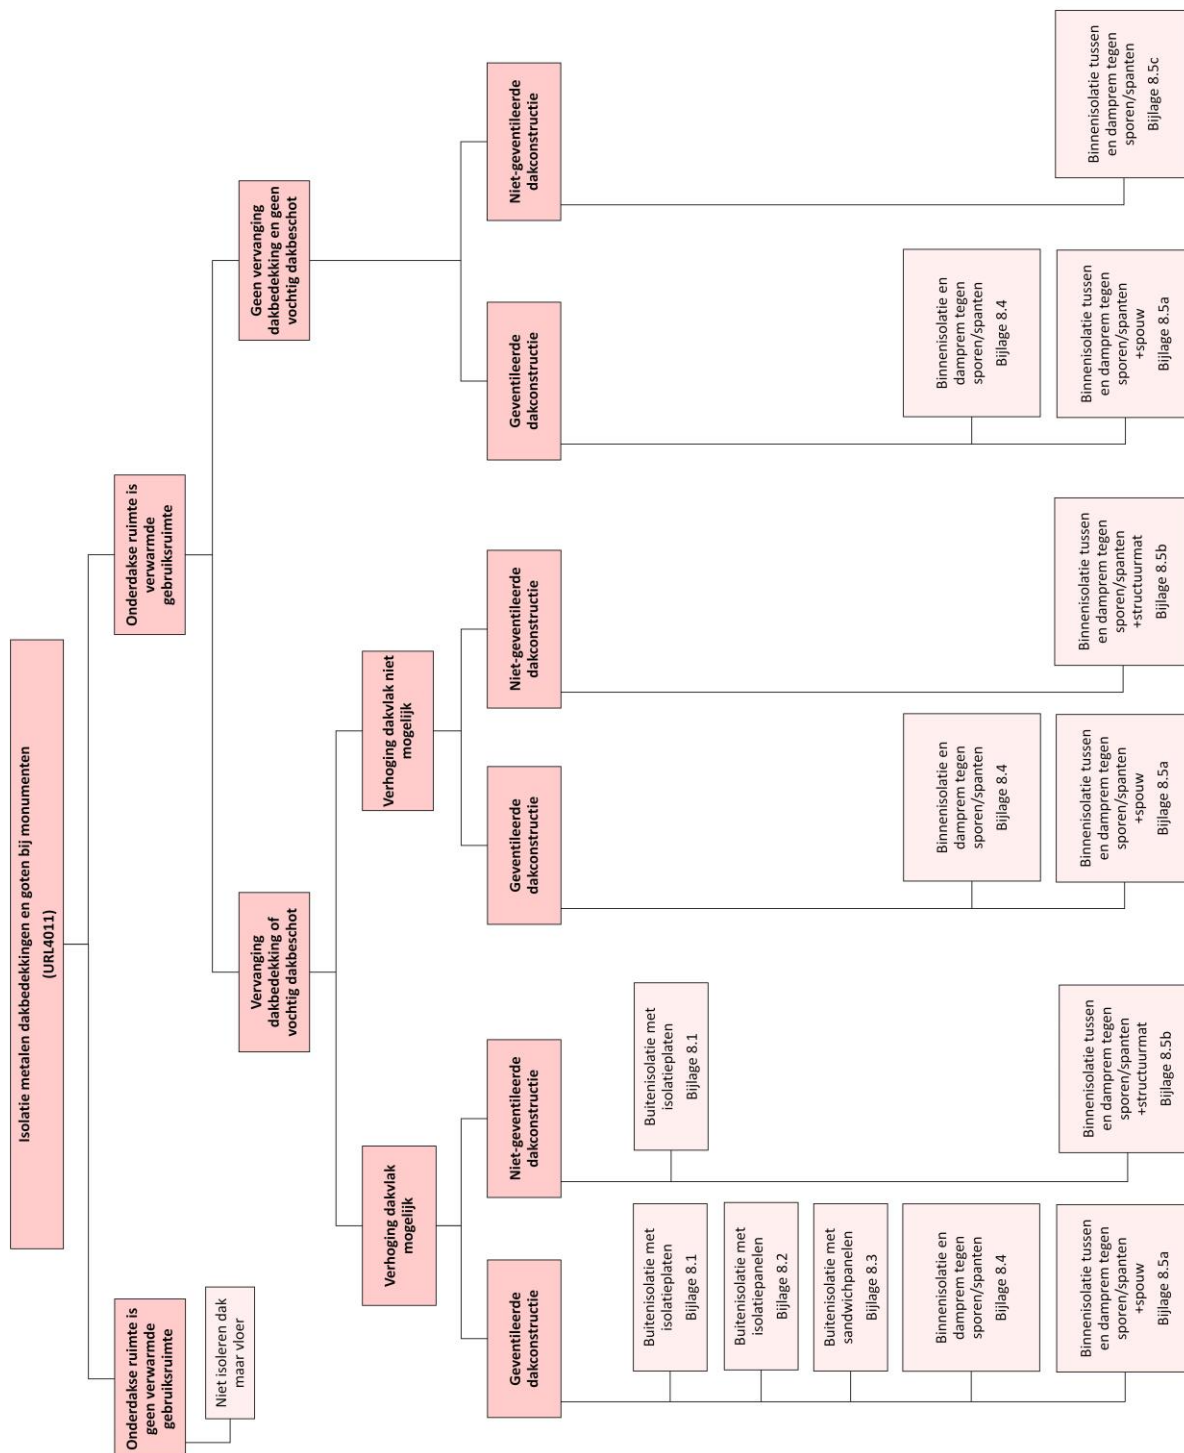 Isolatie metalen dakbedekkingen en goten bij monumenten
(URL4011)
Onderdakse ruimte is
geen verwarmde
gebruiksruimte
Niet isoleren dak
maar vloer
Onderdakse ruimte is
verwarmde
gebruiksruimte
Vervanging
dakbedekking of
vochtig dakbeschot
Verhoging dakvlak
mogelijk
Geventileerde
dakconstructie
Buitenisolatie met
isolatieplaten
Bijlage 8.1
Buitenisolatie met
isolatiepanelen
Bijlage 8.2
Buitenisolatie met
sandwichpanelen
Bijlage 8.3
Binnenisolatie en
damprem tegen
sporen/spanten
Bijlage 8.4
Binnenisolatie tussen
en damprem tegen
sporen/spanten
+spouw
Bijlage 8.5a
Niet-geventileerde
dakconstructie
Buitenisolatie met
isolatieplaten
Bijlage 8.1
Binnenisolatie tussen
en damprem tegen
sporen/spanten
+structuurmat
Bijlage 8.5b
Verhoging dakvlak niet
mogelijk
Geventileerde
dakconstructie
Binnenisolatie en
damprem tegen
sporen/spanten
Bijlage 8.4
Binnenisolatie tussen
en damprem tegen
sporen/spanten
+spouw
Bijlage 8.5a
Niet-geventileerde
dakconstructie
Binnenisolatie tussen
en damprem tegen
sporen/spanten
+structuurmat
Bijlage 8.5b
Geen vervanging
dakbedekking en geen
vochtig dakbeschot
Geventileerde
dakconstructie
Binnenisolatie en
damprem tegen
sporen/spanten
Bijlage 8.4
Binnenisolatie tussen
en damprem tegen
sporen/spanten
+spouw
Bijlage 8.5a
Niet-geventileerde
dakconstructie
Binnenisolatie tussen
en damprem tegen
sporen/spanten
Bijlage 8.5c